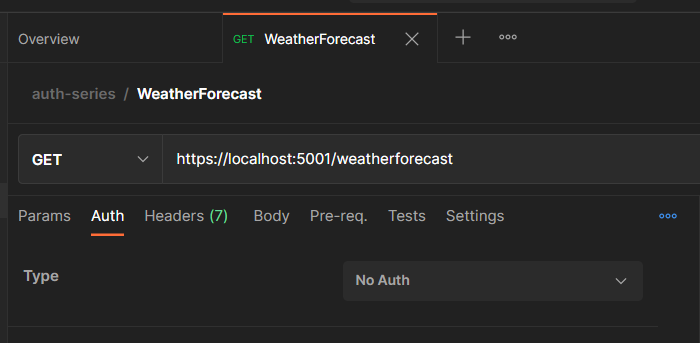 Overview
GET WeatherForecast
auth-series / WeatherForecast
GET https://localhost:5001/weatherforecast
Params Auth Headers (7) Body Pre-req. Tests Settings
Type No Auth